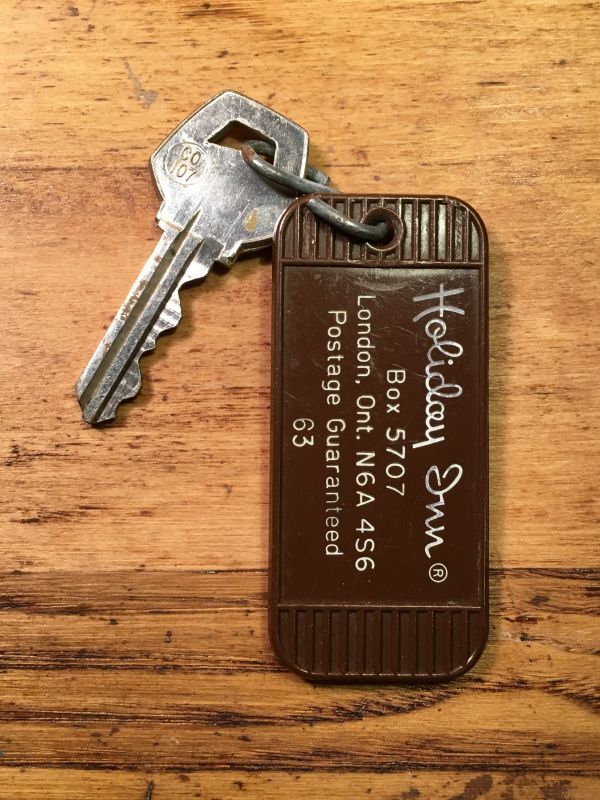 CO
107
Holiday Inn®
Box 5707
London, Ont. N6A 4S6
Postage Guaranteed
63